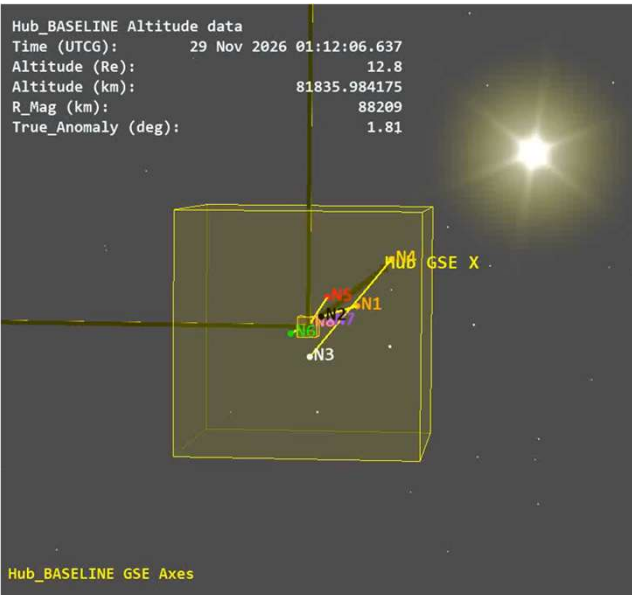 Hub_BASELINE Altitude data
Time (UTCG): 29 Nov 2026 01:12:06.637
Altitude (Re): 12.8
Altitude (km): 81835.984175
R_Mag (km): 88209
True_Anomaly (deg): 1.81
N4
Hub GSE X
N5
N1
N2
N7
N8
N6
N3
Hub_BASELINE GSE Axes